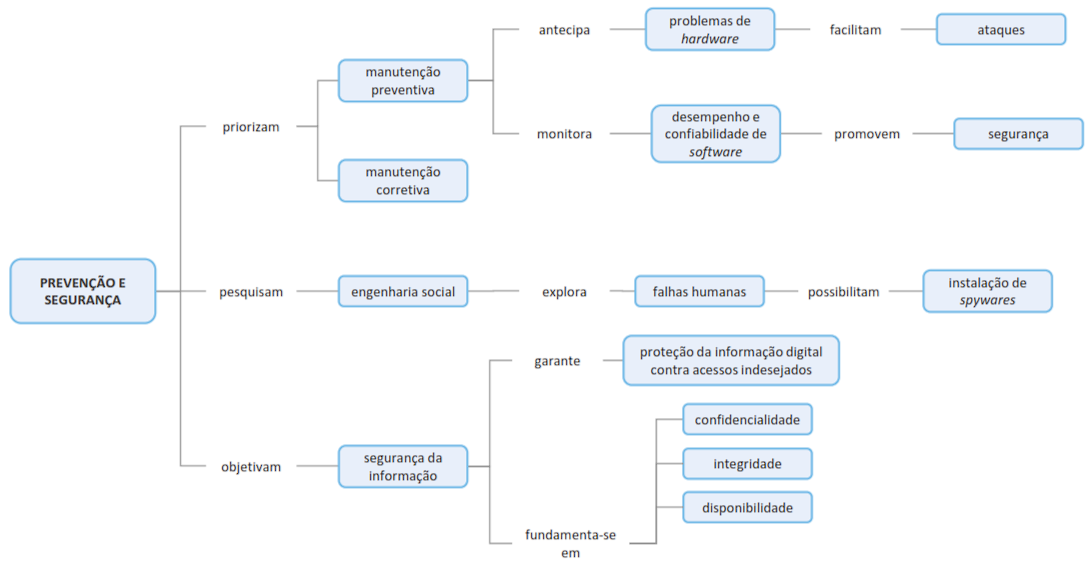 PREVENÇÃO E
SEGURANÇA
priorizam
manutenção
preventiva
antecipa
problemas de
hardware
facilitam
ataques
monitora
desempenho e
confiabilidade de
software
promovem
segurança
manutenção
corretiva
pesquisam
engenharia social
explora
falhas humanas
possibilitam
instalação de
spywares
objetivam
segurança da
informação
garante
proteção da informação digital
contra acessos indesejados
fundamenta-se
em
confidencialidade
integridade
disponibilidade